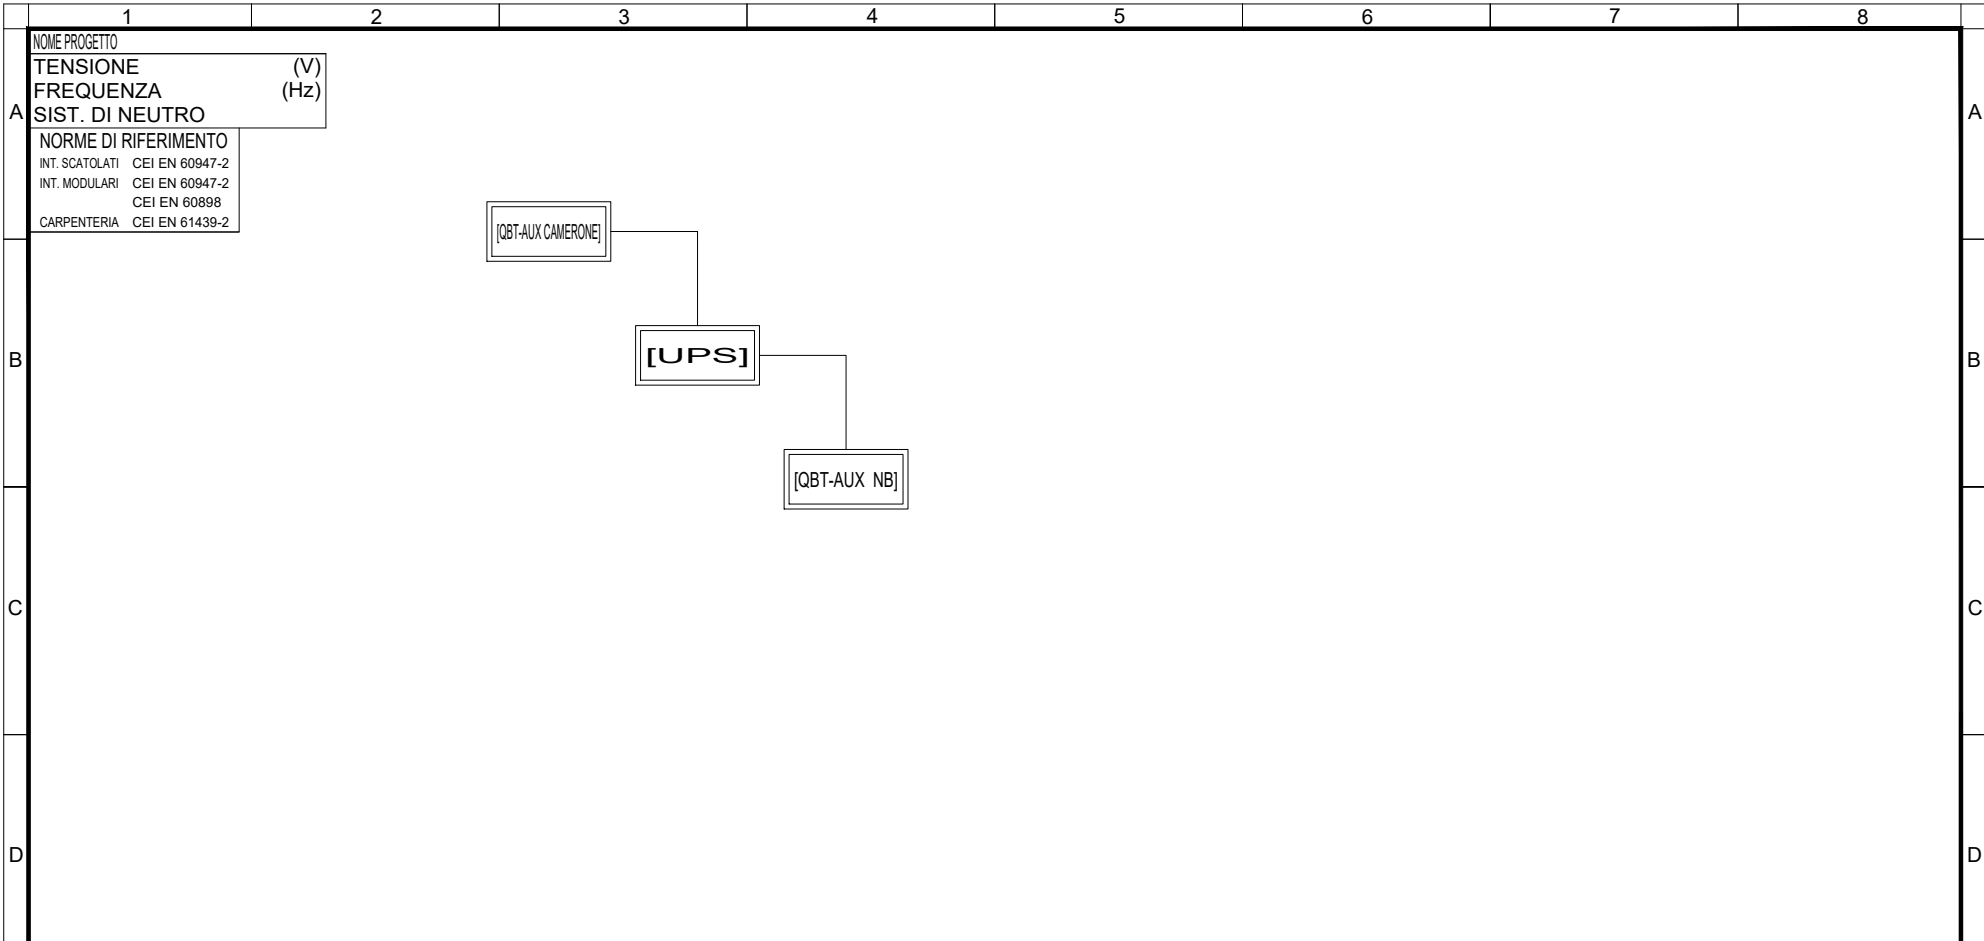 1 2 3 4 5 6 7 8
NOME PROGETTO
TENSIONE (V)
FREQUENZA (Hz)
A SIST. DI NEUTRO A
NORME DI RIFERIMENTO
INT. SCATOLATI CEI EN 60947-2
INT. MODULARI CEI EN 60947-2
CEI EN 60898
CARPENTERIA CEI EN 61439-2
[QBT-AUX CAMERONE]
B [UPS] B
[QBT-AUX NB]
C C
D D